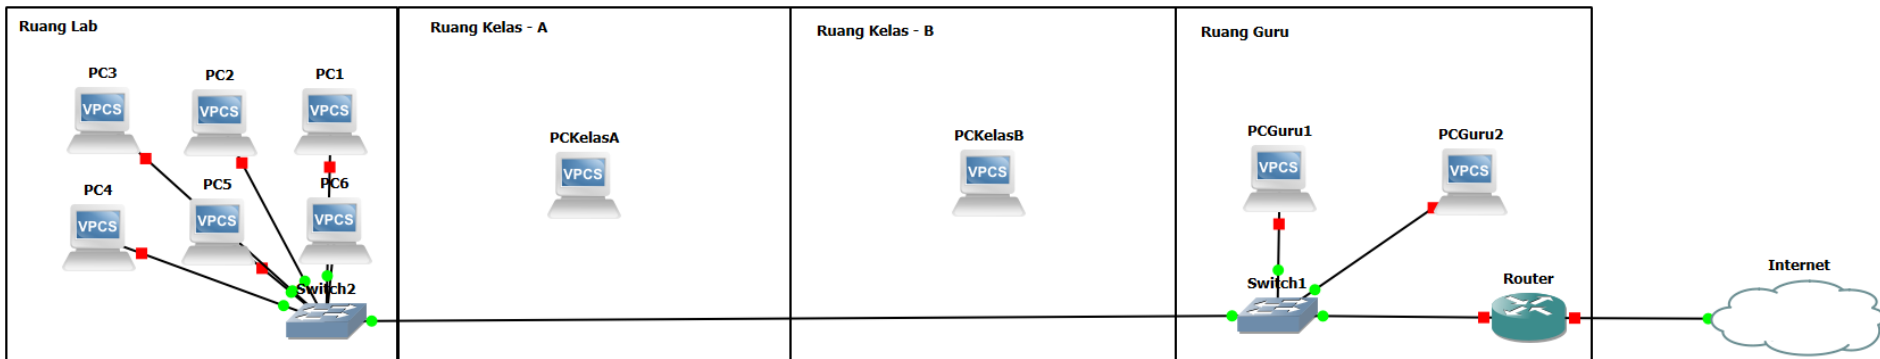 Ruang Lab
Ruang Kelas - A
Ruang Kelas - B
Ruang Guru
PC3
PC2
PC1
VPCS
VPCS
VPCS
PC4
PC5
PC6
VPCS
VPCS
VPCS
Switch2
PCKelasA
VPCS
PCKelasB
VPCS
PCGuru1
PCGuru2
VPCS
VPCS
Switch1
Router
Internet